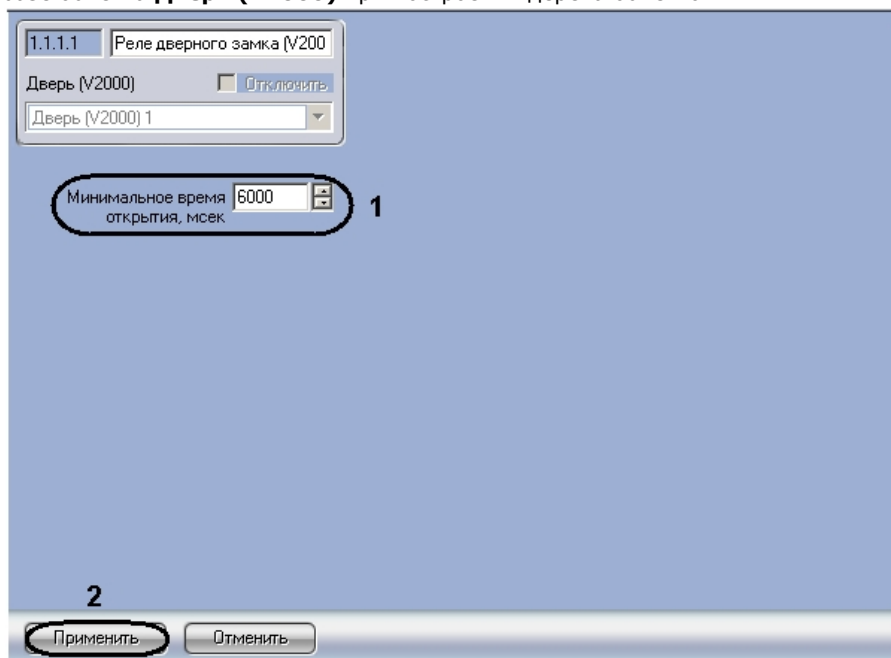 1.1.1.1 Реле дверного замка (V200
Дверь (V2000) Отключить
Дверь (V2000) 1
Минимальное время 6000
открытия, мсек
1
2
Применить Отменить